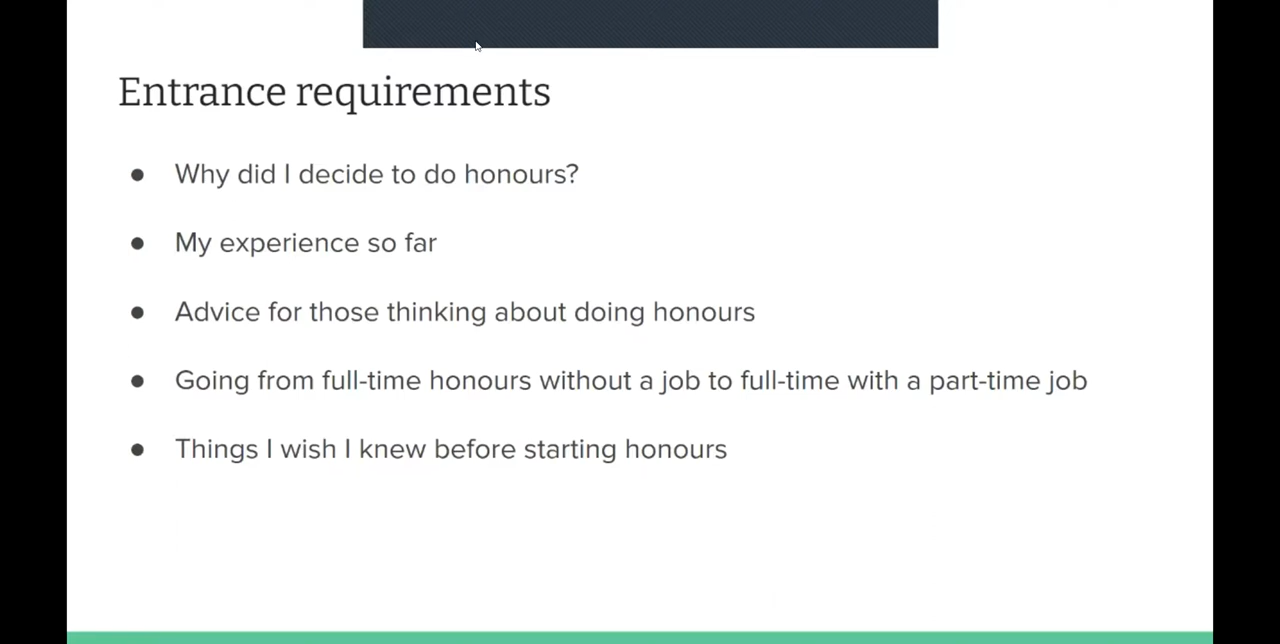 Entrance requirements
● Why did I decide to do honours?
● My experience so far
● Advice for those thinking about doing honours
● Going from full-time honours without a job to full-time with a part-time job
● Things I wish I knew before starting honours